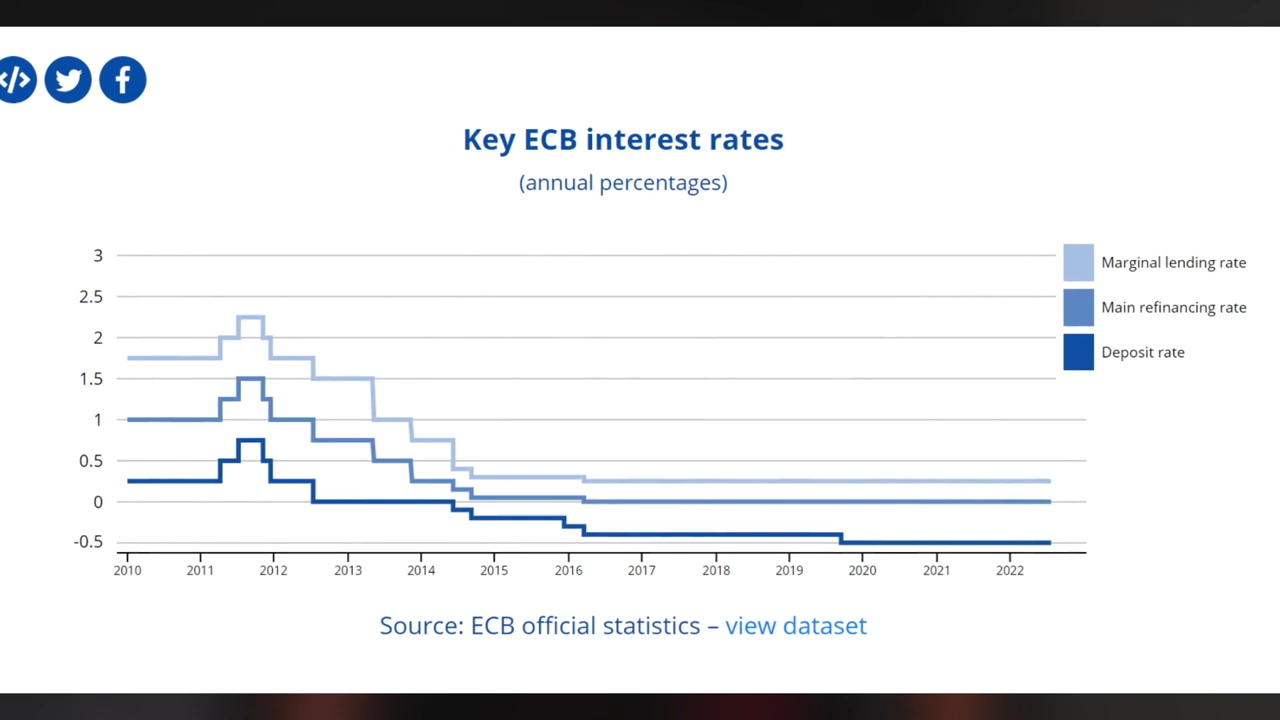 </>
Key ECB interest rates
(annual percentages)
3
2.5
2
1.5
1
0.5
0
-0.5
2010 2011 2012 2013 2014 2015 2016 2017 2018 2019 2020 2021 2022
Marginal lending rate
Main refinancing rate
Deposit rate
Source: ECB official statistics – view dataset